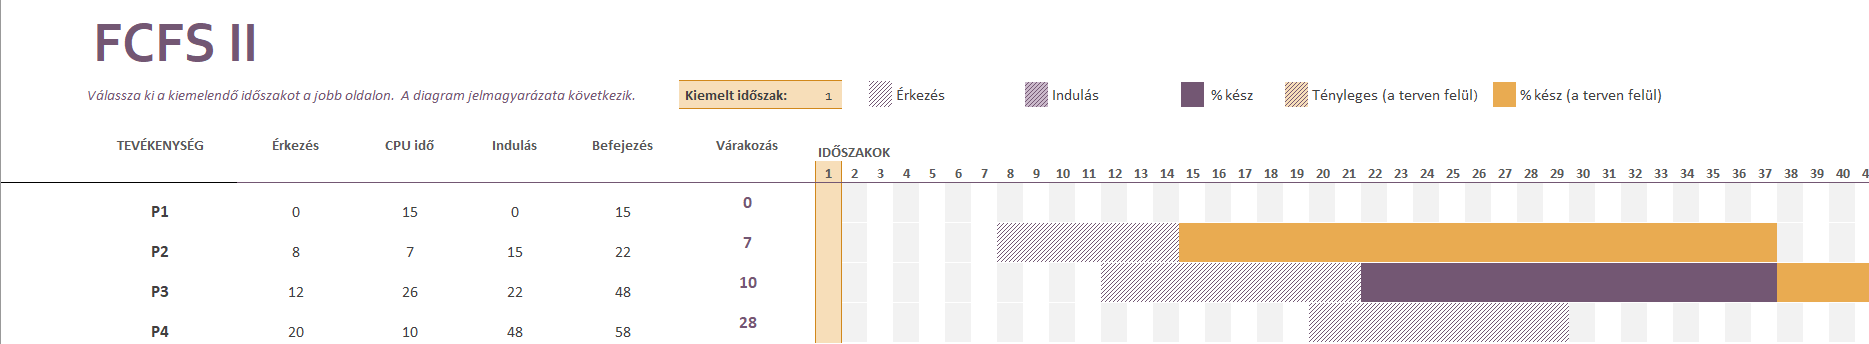 FCFS II
Válassza ki a kiemelendő időszakot a jobb oldalon. A diagram jelmagyarázata következik.
Kiemelt időszak: 1
Érkezés
Indulás
% kész
Tényleges (a terven felül)
% kész (a terven felül)
TEVÉKENYSÉG Érkezés CPU idő Indulás Befejezés Várakozás
IDŐSZAKOK
1 2 3 4 5 6 7 8 9 10 11 12 13 14 15 16 17 18 19 20 21 22 23 24 25 26 27 28 29 30 31 32 33 34 35 36 37 38 39 40 4
P1 0 15 0 15 0
P2 8 7 15 22 7
P3 12 26 22 48 10
P4 20 10 48 58 28